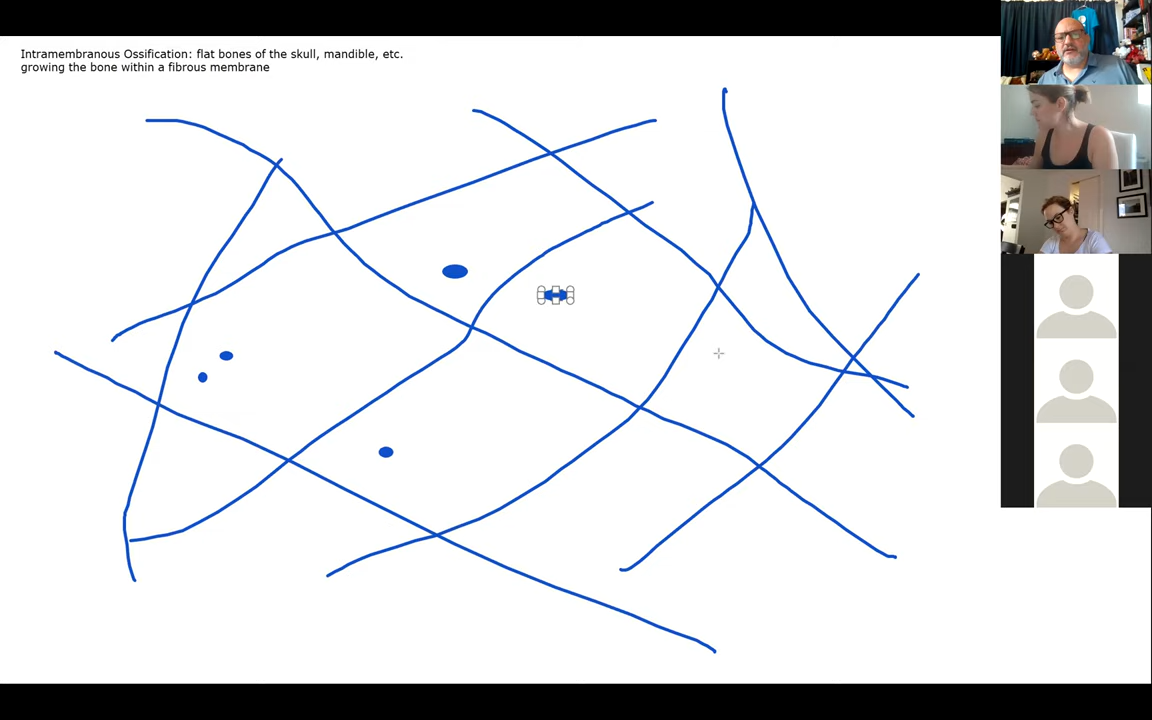 Intramembranous Ossification: flat bones of the skull, mandible, etc.
growing the bone within a fibrous membrane